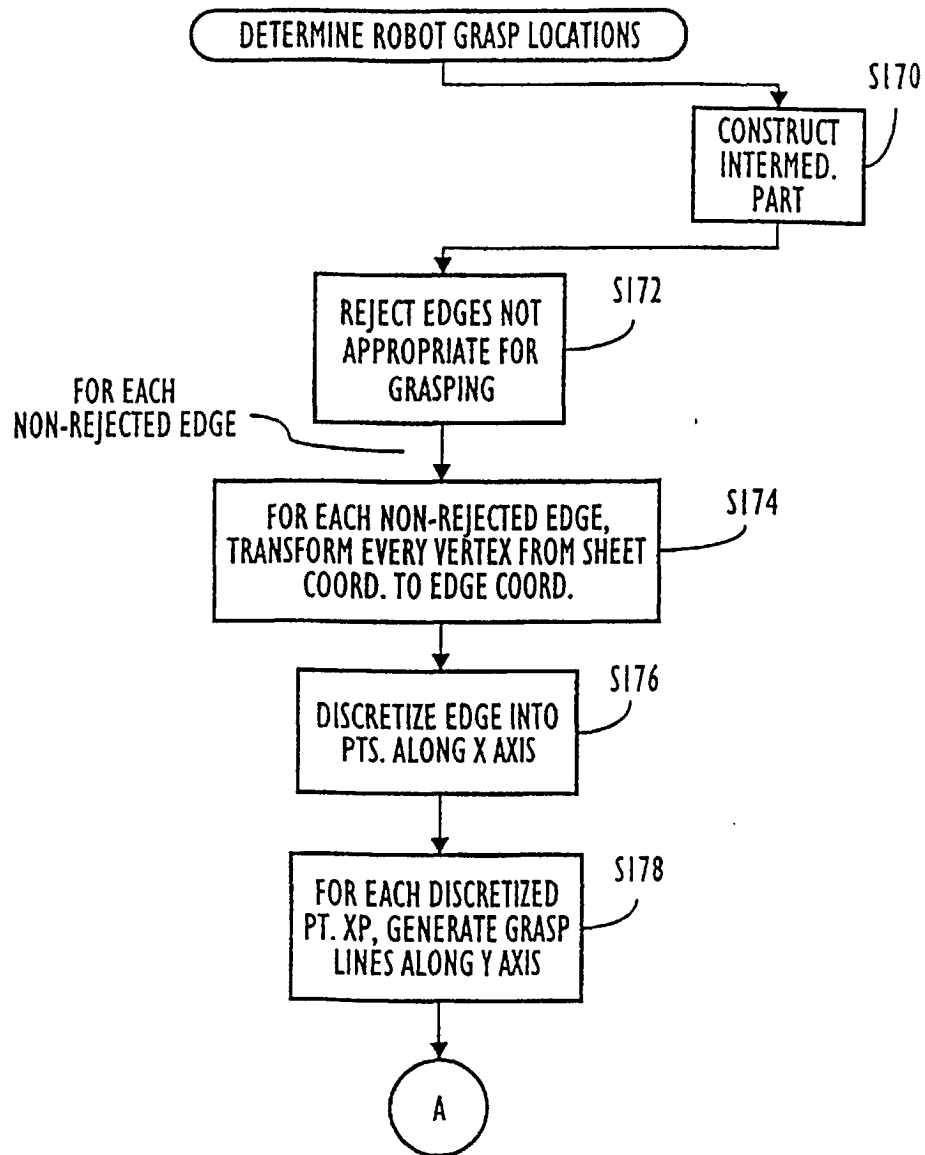 DETERMINE ROBOT GRASP LOCATIONS
S170
CONSTRUCT
INTERMED.
PART
S172
REJECT EDGES NOT
APPROPRIATE FOR
GRASPING
FOR EACH
NON-REJECTED EDGE
S174
FOR EACH NON-REJECTED EDGE,
TRANSFORM EVERY VERTEX FROM SHEET
COORD. TO EDGE COORD.
S176
DISCRETIZE EDGE INTO
PTS. ALONG X AXIS
S178
FOR EACH DISCRETIZED
PT. XP, GENERATE GRASP
LINES ALONG Y AXIS
A